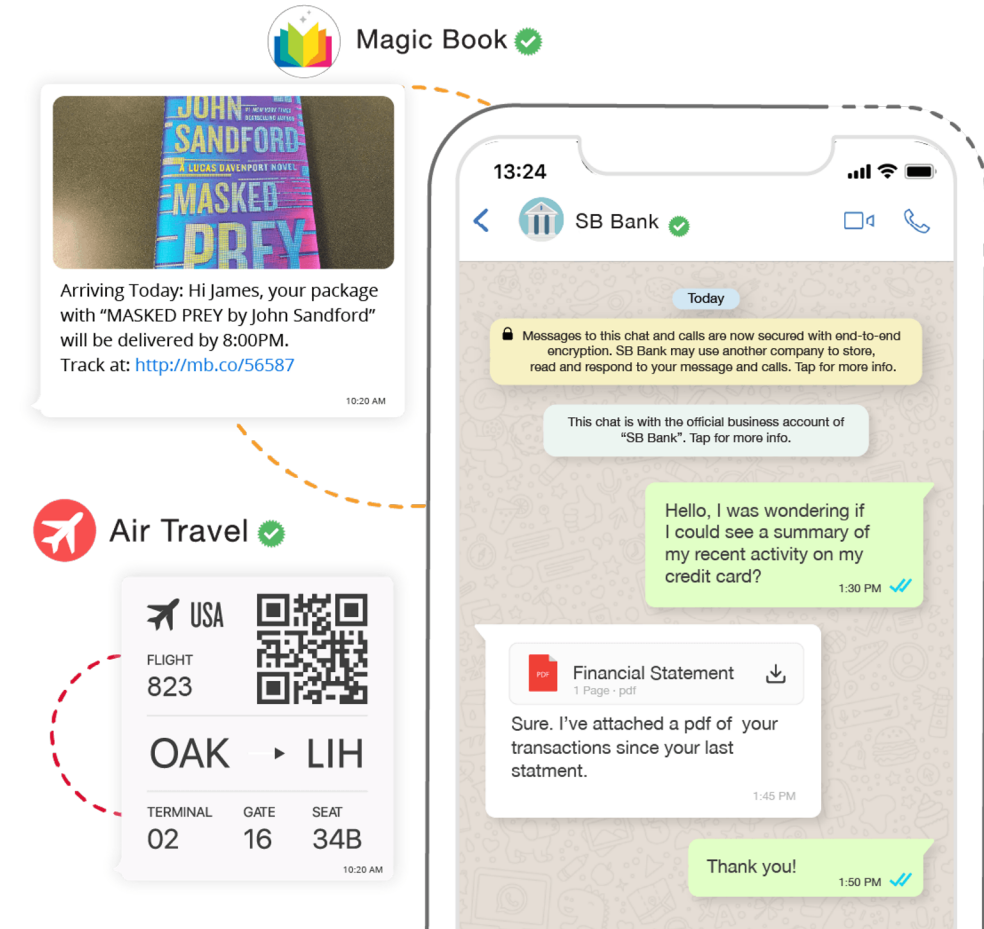 Magic Book
JOHN
#1 NEW YORK TIMES
BESTSELLING AUTHOR
SANDFORD
A LUCAS DAVENPORT NOVEL
MASKED
PREY
Arriving Today: Hi James, your package
with “MASKED PREY by John Sandford”
will be delivered by 8:00PM.
Track at: http://mb.co/56587
10:20 AM
Air Travel
USA
FLIGHT
823
OAK LIH
TERMINAL GATE SEAT
02 16 34B
10:20 AM
13:24
SB Bank
Today
Messages to this chat and calls are now secured with end-to-end
encryption. SB Bank may use another company to store,
read and respond to your message and calls. Tap for more info.
This chat is with the official business account of
“SB Bank”. Tap for more info.
Hello, I was wondering if
I could see a summary of
my recent activity on my
credit card?
1:30 PM
PDF
Financial Statement
1 Page · pdf
Sure. I’ve attached a pdf of your
transactions since your last
statment.
1:45 PM
Thank you!
1:50 PM